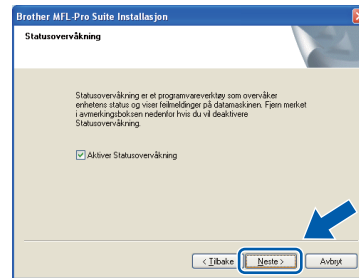 Brother MFL-Pro Suite Installasjon
Statusovervåkning
Statusovervåkning er et programvareverktøy som overvåker
enhetens status og viser feilmeldinger på datamaskinen. Fjern merket
i avmerkingsboksen nedenfor hvis du vil deaktivere
Statusovervåkning.
Aktiver Statusovervåkning
< Tilbake
Neste >
Avbryt